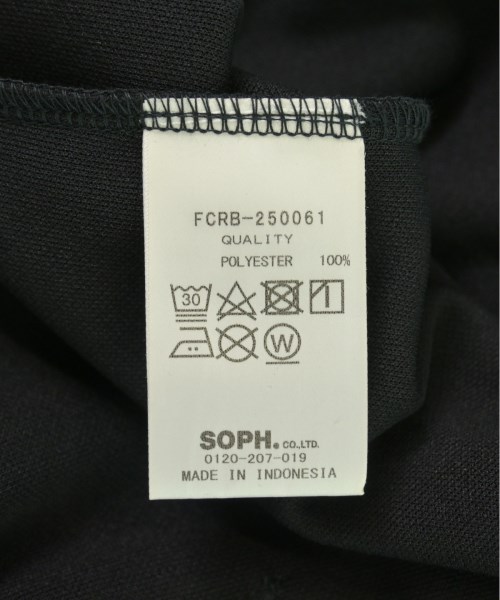 FCRB-250061
QUALITY
POLYESTER 100%
30
W
SOPH. CO.,LTD.
0120-207-019
MADE IN INDONESIA